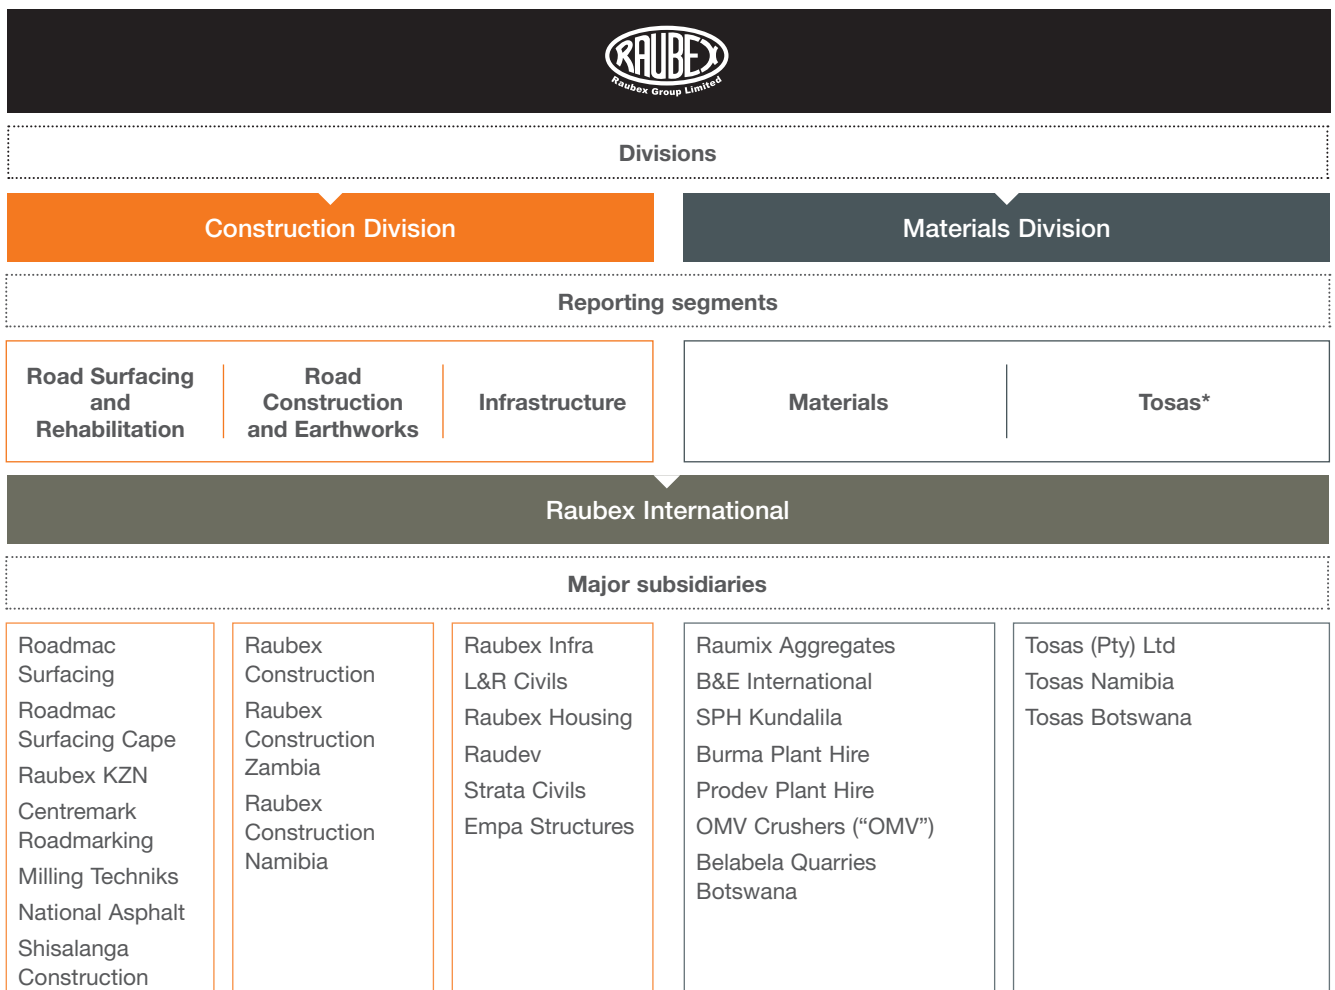 RAUBEX
Raubex Group Limited
Divisions
Construction Division
Materials Division
Reporting segments
Road Surfacing
and
Rehabilitation
Road
Construction
and Earthworks
Infrastructure
Materials
Tosas*
Raubex International
Major subsidiaries
Roadmac
Surfacing
Roadmac
Surfacing Cape
Raubex KZN
Centremark
Roadmarking
Milling Techniks
National Asphalt
Shisalanga
Construction
Raubex
Construction
Raubex
Construction
Zambia
Raubex
Construction
Namibia
Raubex Infra
L&R Civils
Raubex Housing
Raudev
Strata Civils
Empa Structures
Raumix Aggregates
B&E International
SPH Kundalila
Burma Plant Hire
Prodev Plant Hire
OMV Crushers (“OMV”)
Belabela Quarries
Botswana
Tosas (Pty) Ltd
Tosas Namibia
Tosas Botswana